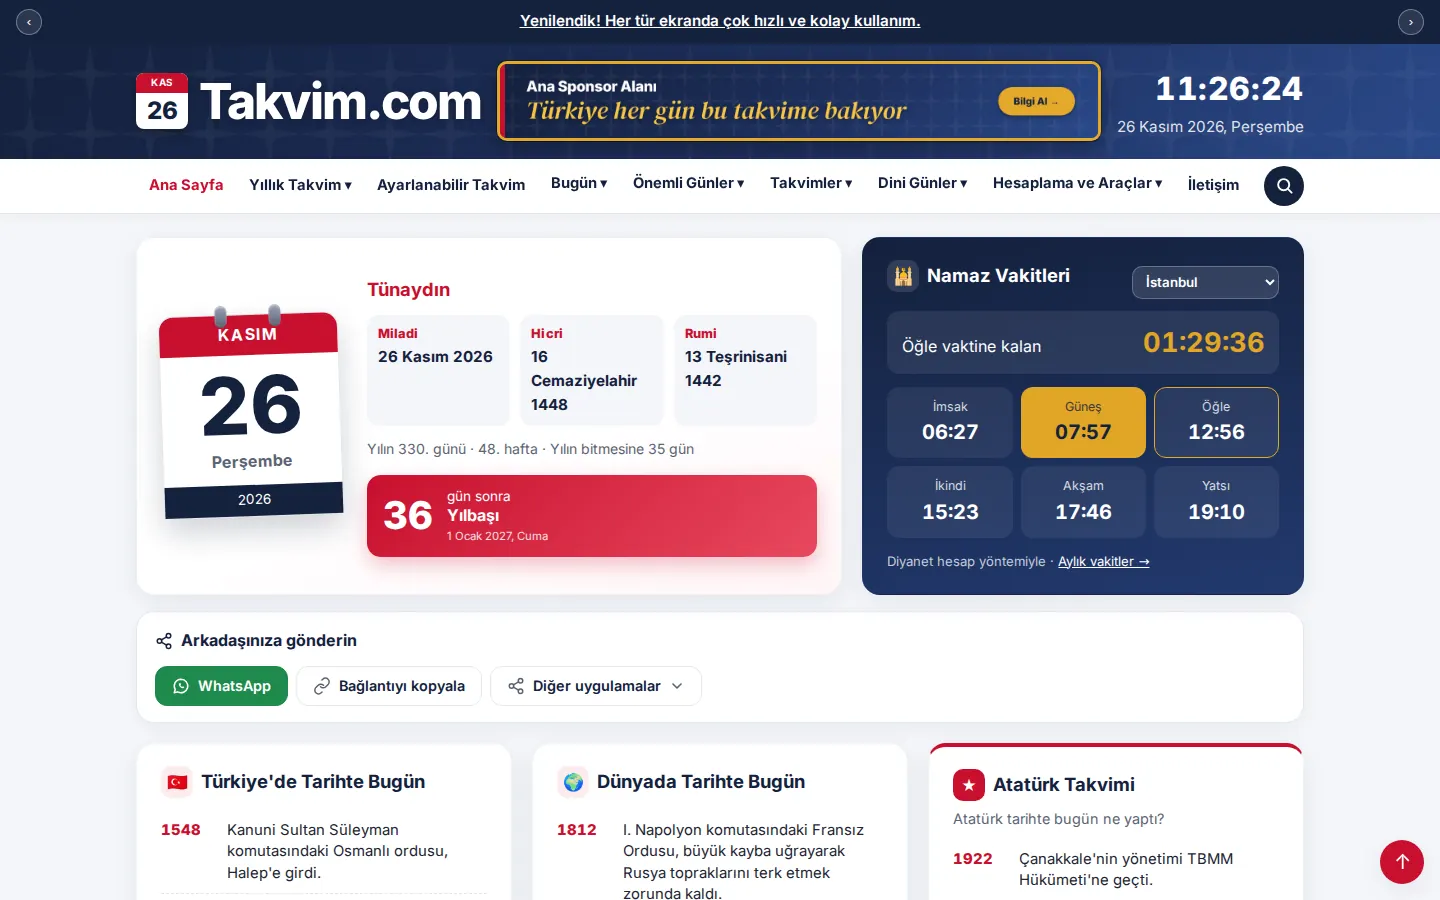 Yenilendik! Her tür ekranda çok hızlı ve kolay kullanım.
KAS
26
Takvim.com
Ana Sponsor Alanı
Türkiye her gün bu takvime bakıyor
Bilgi Al →
11:26:24
26 Kasım 2026, Perşembe
Ana Sayfa
Yıllık Takvim ▾
Ayarlanabilir Takvim
Bugün ▾
Önemli Günler ▾
Takvimler ▾
Dini Günler ▾
Hesaplama ve Araçlar ▾
İletişim
KASIM
26
Perşembe
2026
Tünaydın
Miladi
26 Kasım 2026
Hicri
16
Cemaziyelahir
1448
Rumi
13 Teşrinisani
1442
Yılın 330. günü · 48. hafta · Yılın bitmesine 35 gün
36
gün sonra
Yılbaşı
1 Ocak 2027, Cuma
Namaz Vakitleri
İstanbul
Öğle vaktine kalan
01:29:36
İmsak
06:27
Güneş
07:57
Öğle
12:56
İkindi
15:23
Akşam
17:46
Yatsı
19:10
Diyanet hesap yöntemiyle · Aylık vakitler →
Arkadaşınıza gönderin
WhatsApp
Bağlantıyı kopyala
Diğer uygulamalar
Türkiye'de Tarihte Bugün
1548
Kanuni Sultan Süleyman
komutasındaki Osmanlı ordusu,
Halep'e girdi.
Dünyada Tarihte Bugün
1812
I. Napolyon komutasındaki Fransız
Ordusu, büyük kayba uğrayarak
Rusya topraklarını terk etmek
zorunda kaldı.
Atatürk Takvimi
Atatürk tarihte bugün ne yaptı?
1922
Çanakkale'nin yönetimi TBMM
Hükümeti'ne geçti.